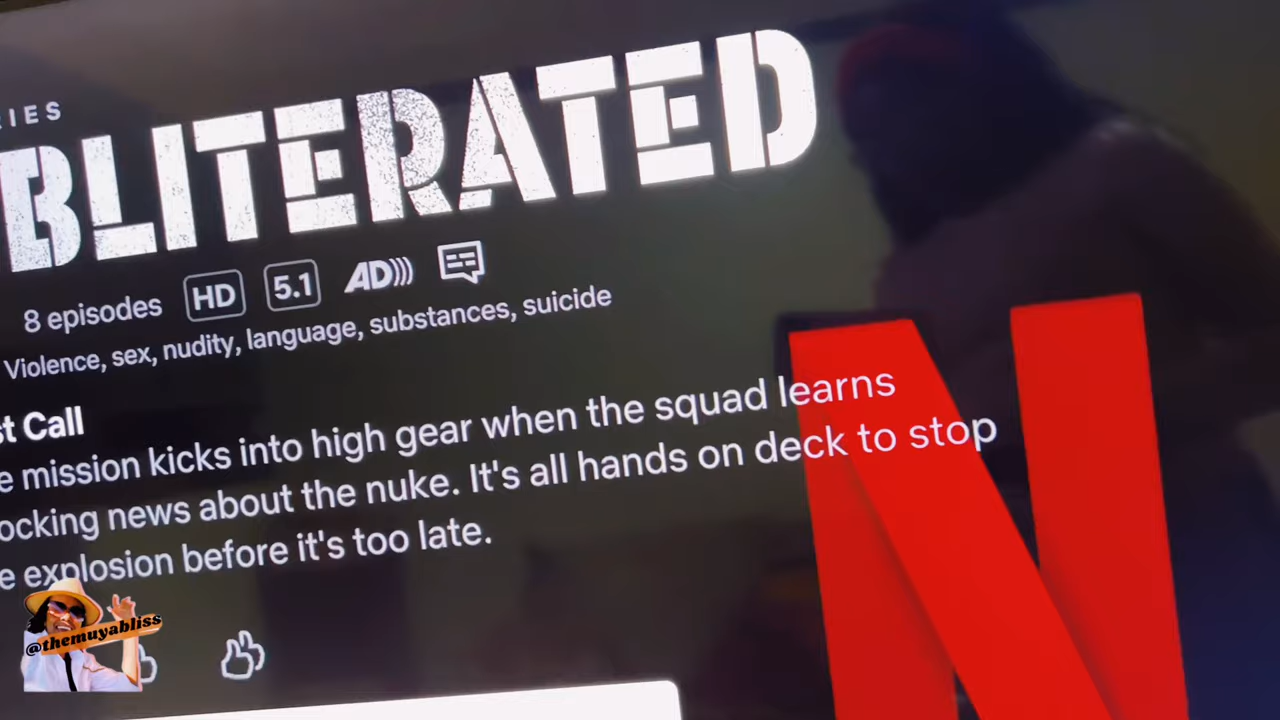 IES
BLITERATED
8 episodes HD 5.1 AD
Violence, sex, nudity, language, substances, suicide
st Call
e mission kicks into high gear when the squad learns
ocking news about the nuke. It's all hands on deck to stop
e explosion before it's too late.
@themuyabliss
N